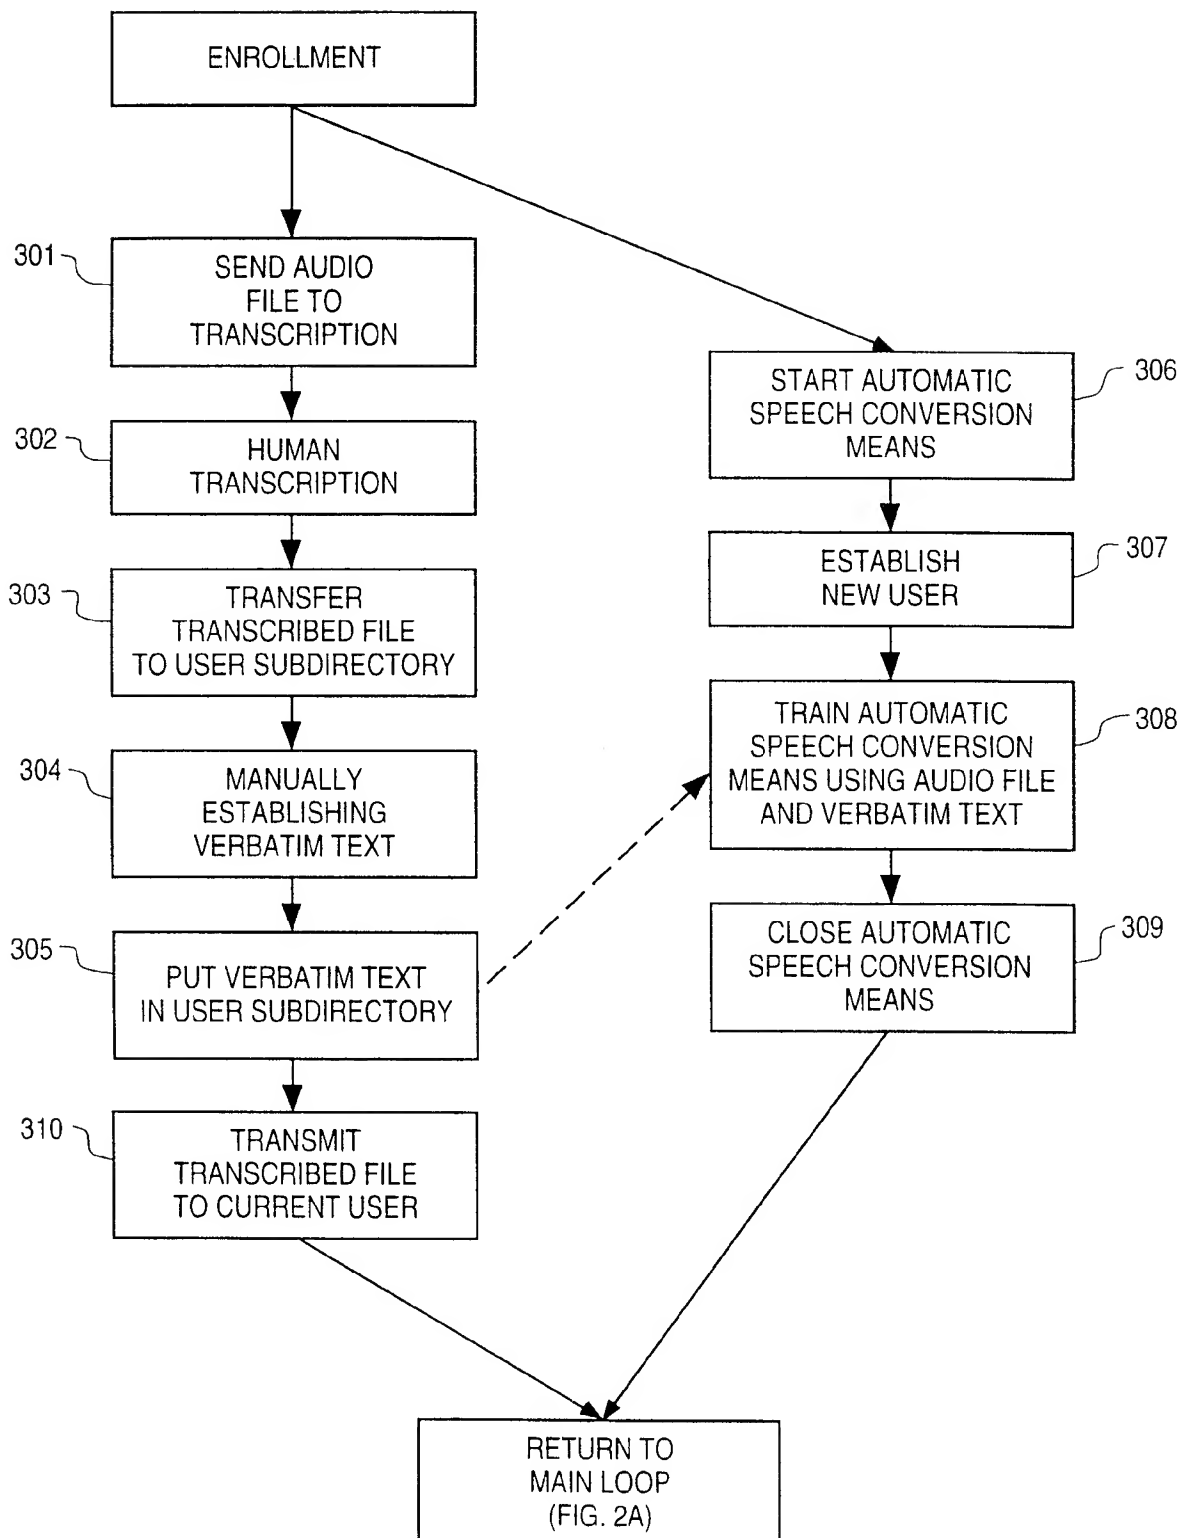 ENROLLMENT
301
SEND AUDIO
FILE TO
TRANSCRIPTION
302
HUMAN
TRANSCRIPTION
303
TRANSFER
TRANSCRIBED FILE
TO USER SUBDIRECTORY
304
MANUALLY
ESTABLISHING
VERBATIM TEXT
305
PUT VERBATIM TEXT
IN USER SUBDIRECTORY
310
TRANSMIT
TRANSCRIBED FILE
TO CURRENT USER
306
START AUTOMATIC
SPEECH CONVERSION
MEANS
307
ESTABLISH
NEW USER
308
TRAIN AUTOMATIC
SPEECH CONVERSION
MEANS USING AUDIO FILE
AND VERBATIM TEXT
309
CLOSE AUTOMATIC
SPEECH CONVERSION
MEANS
RETURN TO
MAIN LOOP
(FIG. 2A)